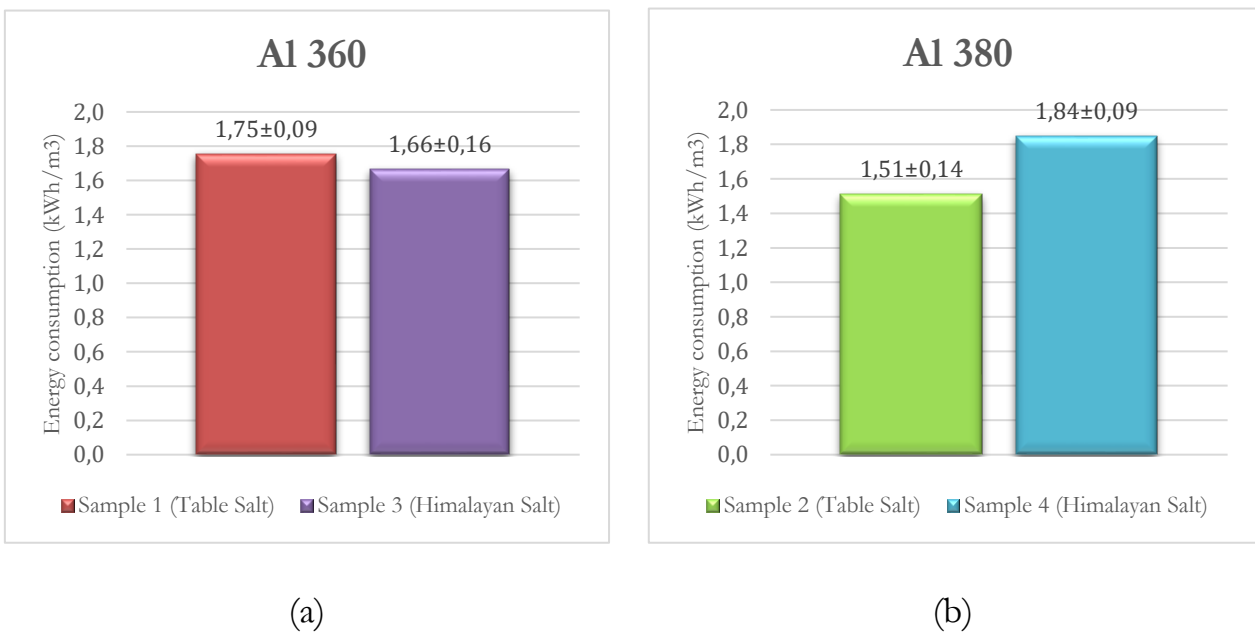 Al 360
Energy consumption (kWh/m3)
2,0
1,8
1,6
1,4
1,2
1,0
0,8
0,6
0,4
0,2
0,0
1,75±0,09
1,66±0,16
Sample 1 (Table Salt)
Sample 3 (Himalayan Salt)
(a)
Al 380
Energy consumption (kWh/m3)
2,0
1,8
1,6
1,4
1,2
1,0
0,8
0,6
0,4
0,2
0,0
1,51±0,14
1,84±0,09
Sample 2 (Table Salt)
Sample 4 (Himalayan Salt)
(b)